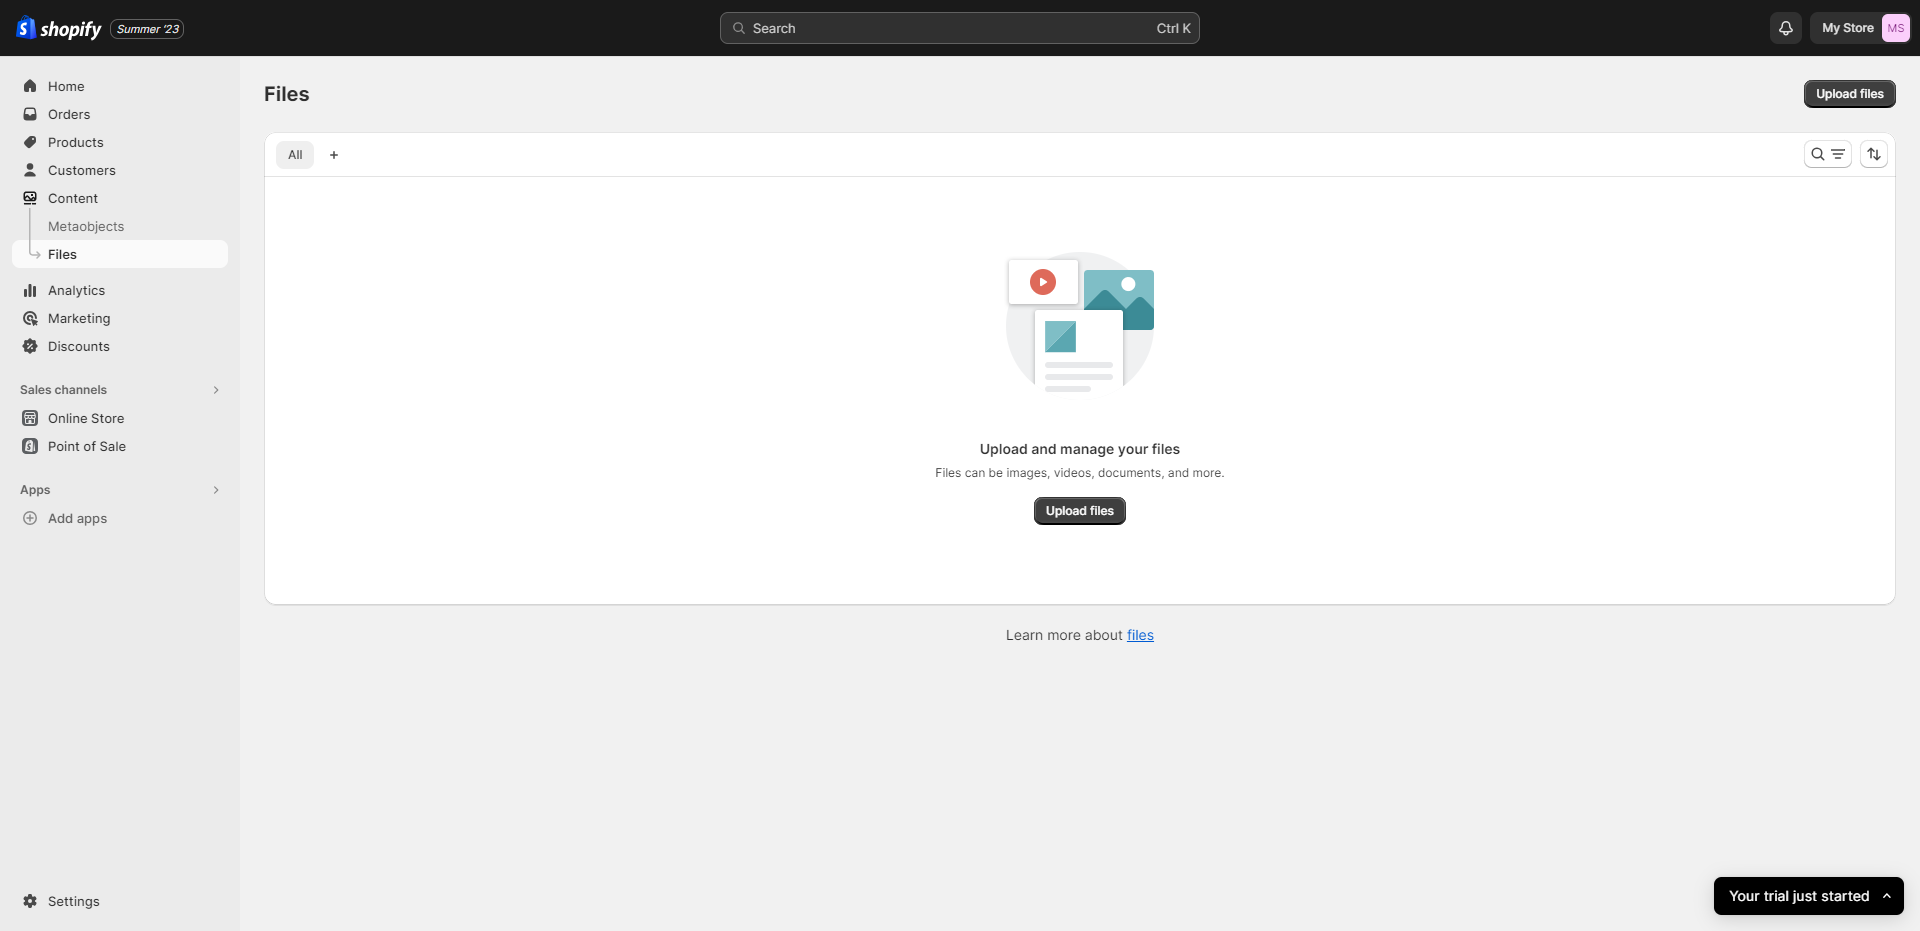 shopify Summer '23
Search Ctrl K
My Store MS
Home
Orders
Products
Customers
Content
Metaobjects
Files
Analytics
Marketing
Discounts
Sales channels
Online Store
Point of Sale
Apps
Add apps
Settings
Files
Upload files
All +
Upload and manage your files
Files can be images, videos, documents, and more.
Upload files
Learn more about files
Your trial just started